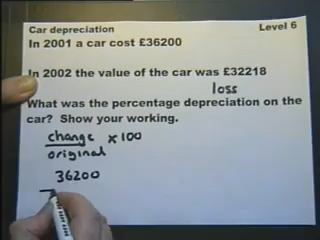 Car depreciation Level 6
In 2001 a car cost £36200
In 2002 the value of the car was £32218
loss
What was the percentage depreciation on the
car? Show your working.
change × 100
original
36200